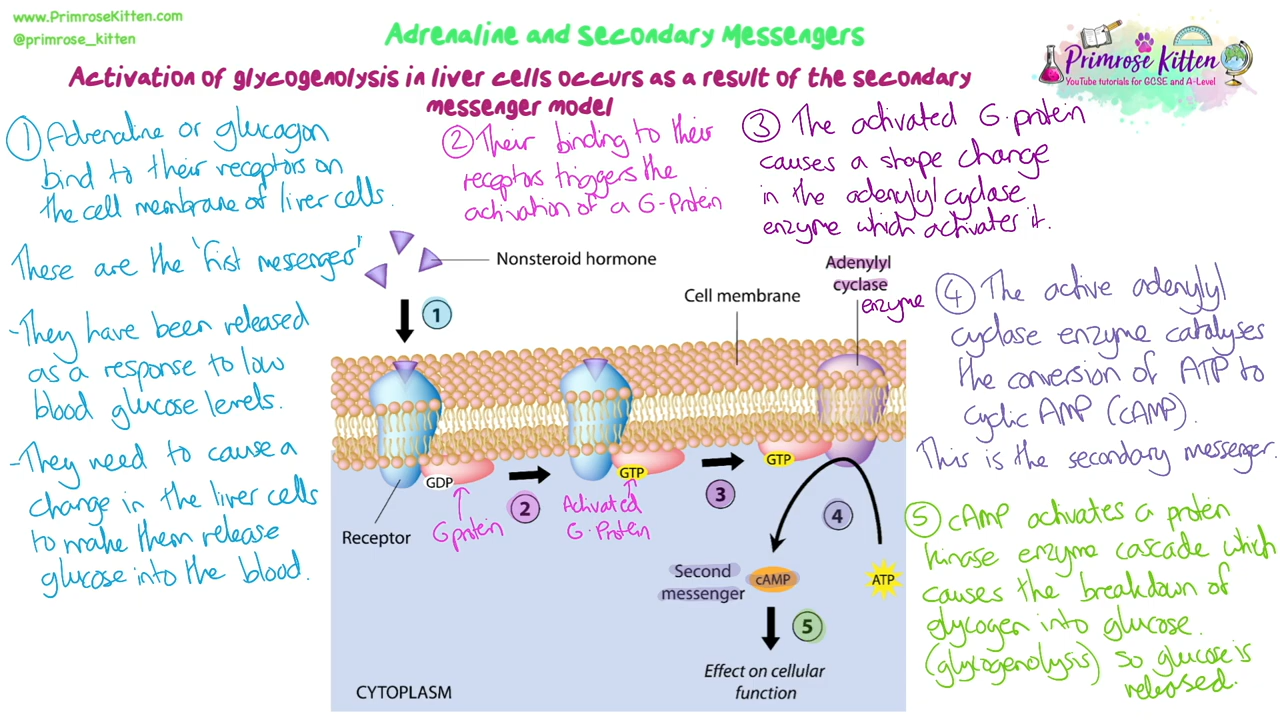 www.PrimroseKitten.com
@primrose_kitten
Adrenaline and Secondary Messengers
Activation of glycogenolysis in liver cells occurs as a result of the secondary
messenger model
Primrose Kitten
YouTube tutorials for GCSE and A-Level
1 Adrenaline or glucagon
bind to their receptors on
the cell membrane of liver cells.
These are the 'first messengers'
-They have been released
as a response to low
blood glucose levels.
-They need to cause a
change in the liver cells
to make them release
glucose into the blood.
2 Their binding to their
receptors triggers the
activation of a G-Protein
3 The activated G-protein
causes a shape change
in the adenylyl cyclase
enzyme which activates it.
4 The active adenylyl
cyclase enzyme catalyses
the conversion of ATP to
cyclic AMP (cAMP).
This is the secondary messenger.
5 cAMP activates a protein
kinase enzyme cascade which
causes the breakdown of
glycogen into glucose.
(glycogenolysis) so glucose is
released.
Nonsteroid hormone
1
Cell membrane
Adenylyl
cyclase
enzyme
GDP
GTP
GTP
Receptor
G protein
2
Activated
G-Protein
3
4
Second
messenger
cAMP
ATP
5
Effect on cellular
function
CYTOPLASM